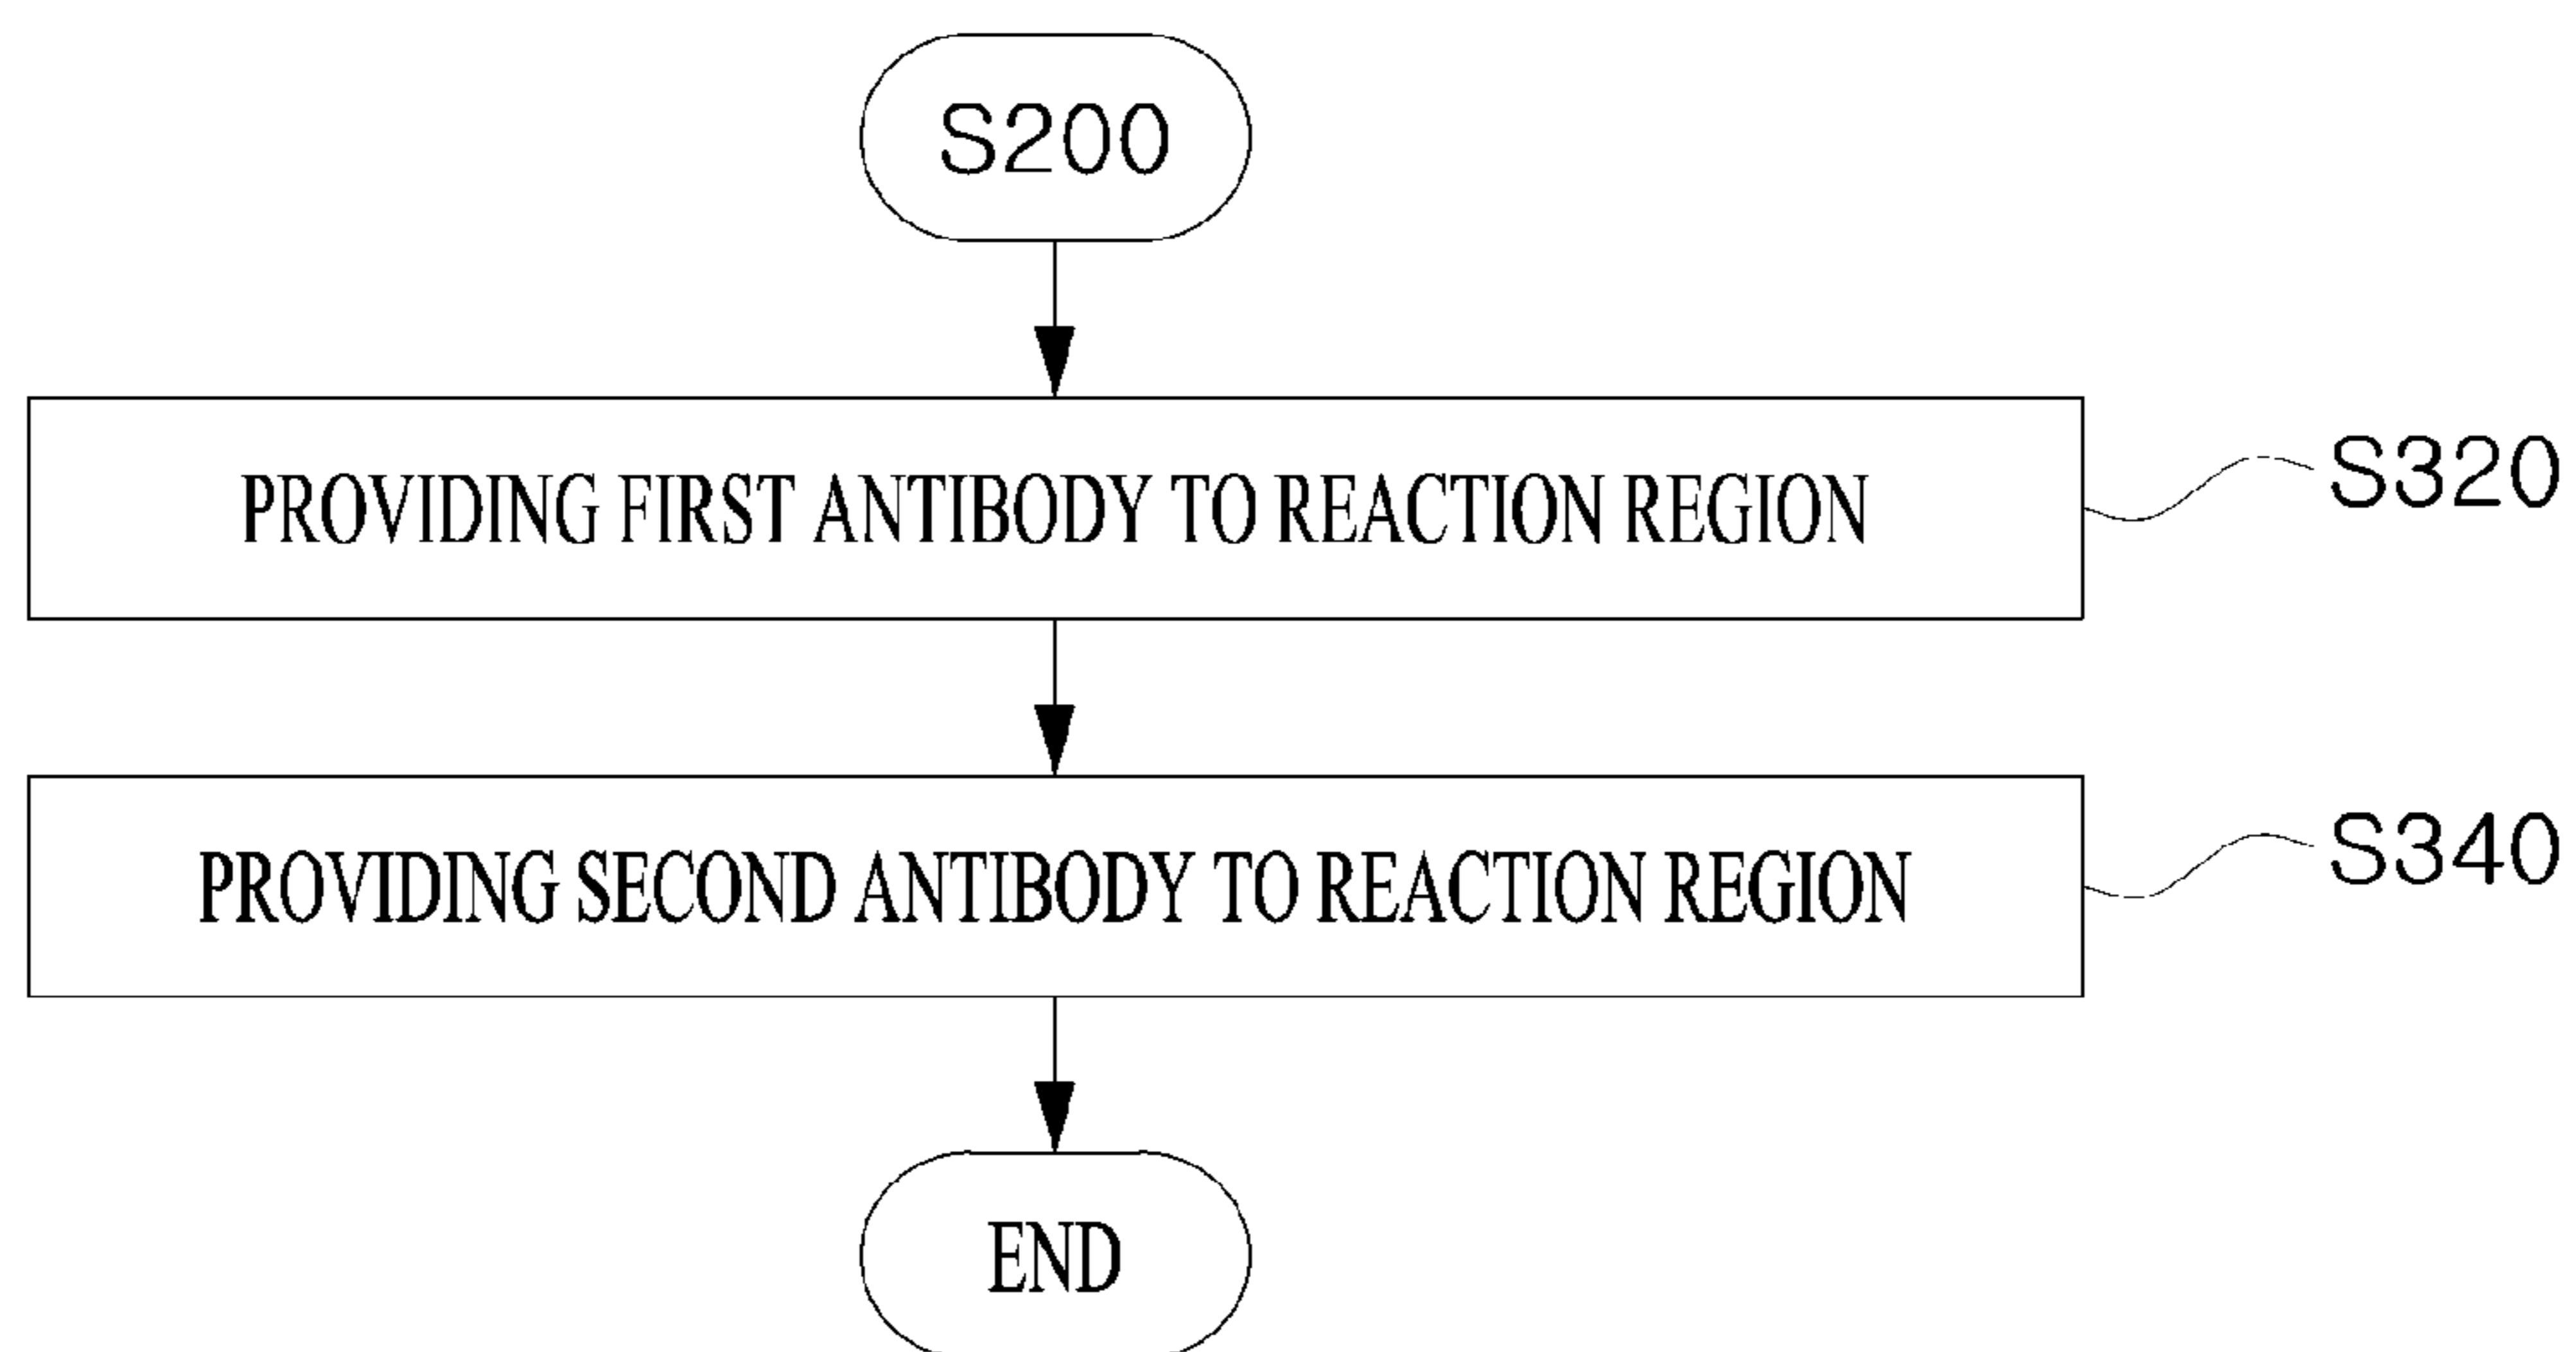 S200
PROVIDING FIRST ANTIBODY TO REACTION REGION
S320
PROVIDING SECOND ANTIBODY TO REACTION REGION
S340
END